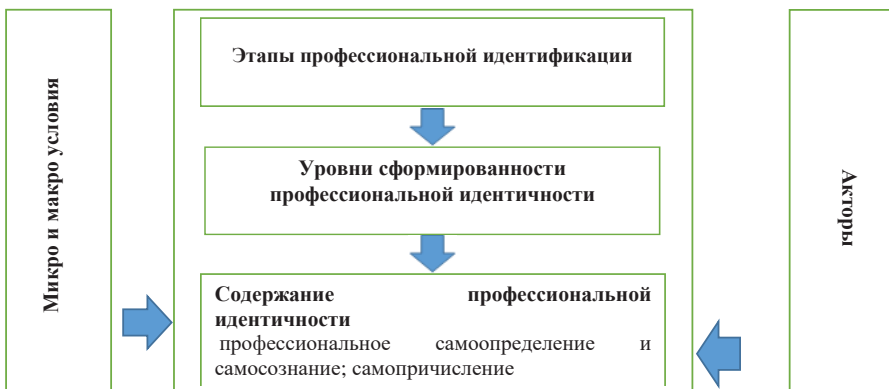 Микро и макро условия
Этапы профессиональной идентификации
Уровни сформированности
профессиональной идентичности
Содержание профессиональной
идентичности
профессиональное самоопределение и
самосознание; самопричисление
Акторы